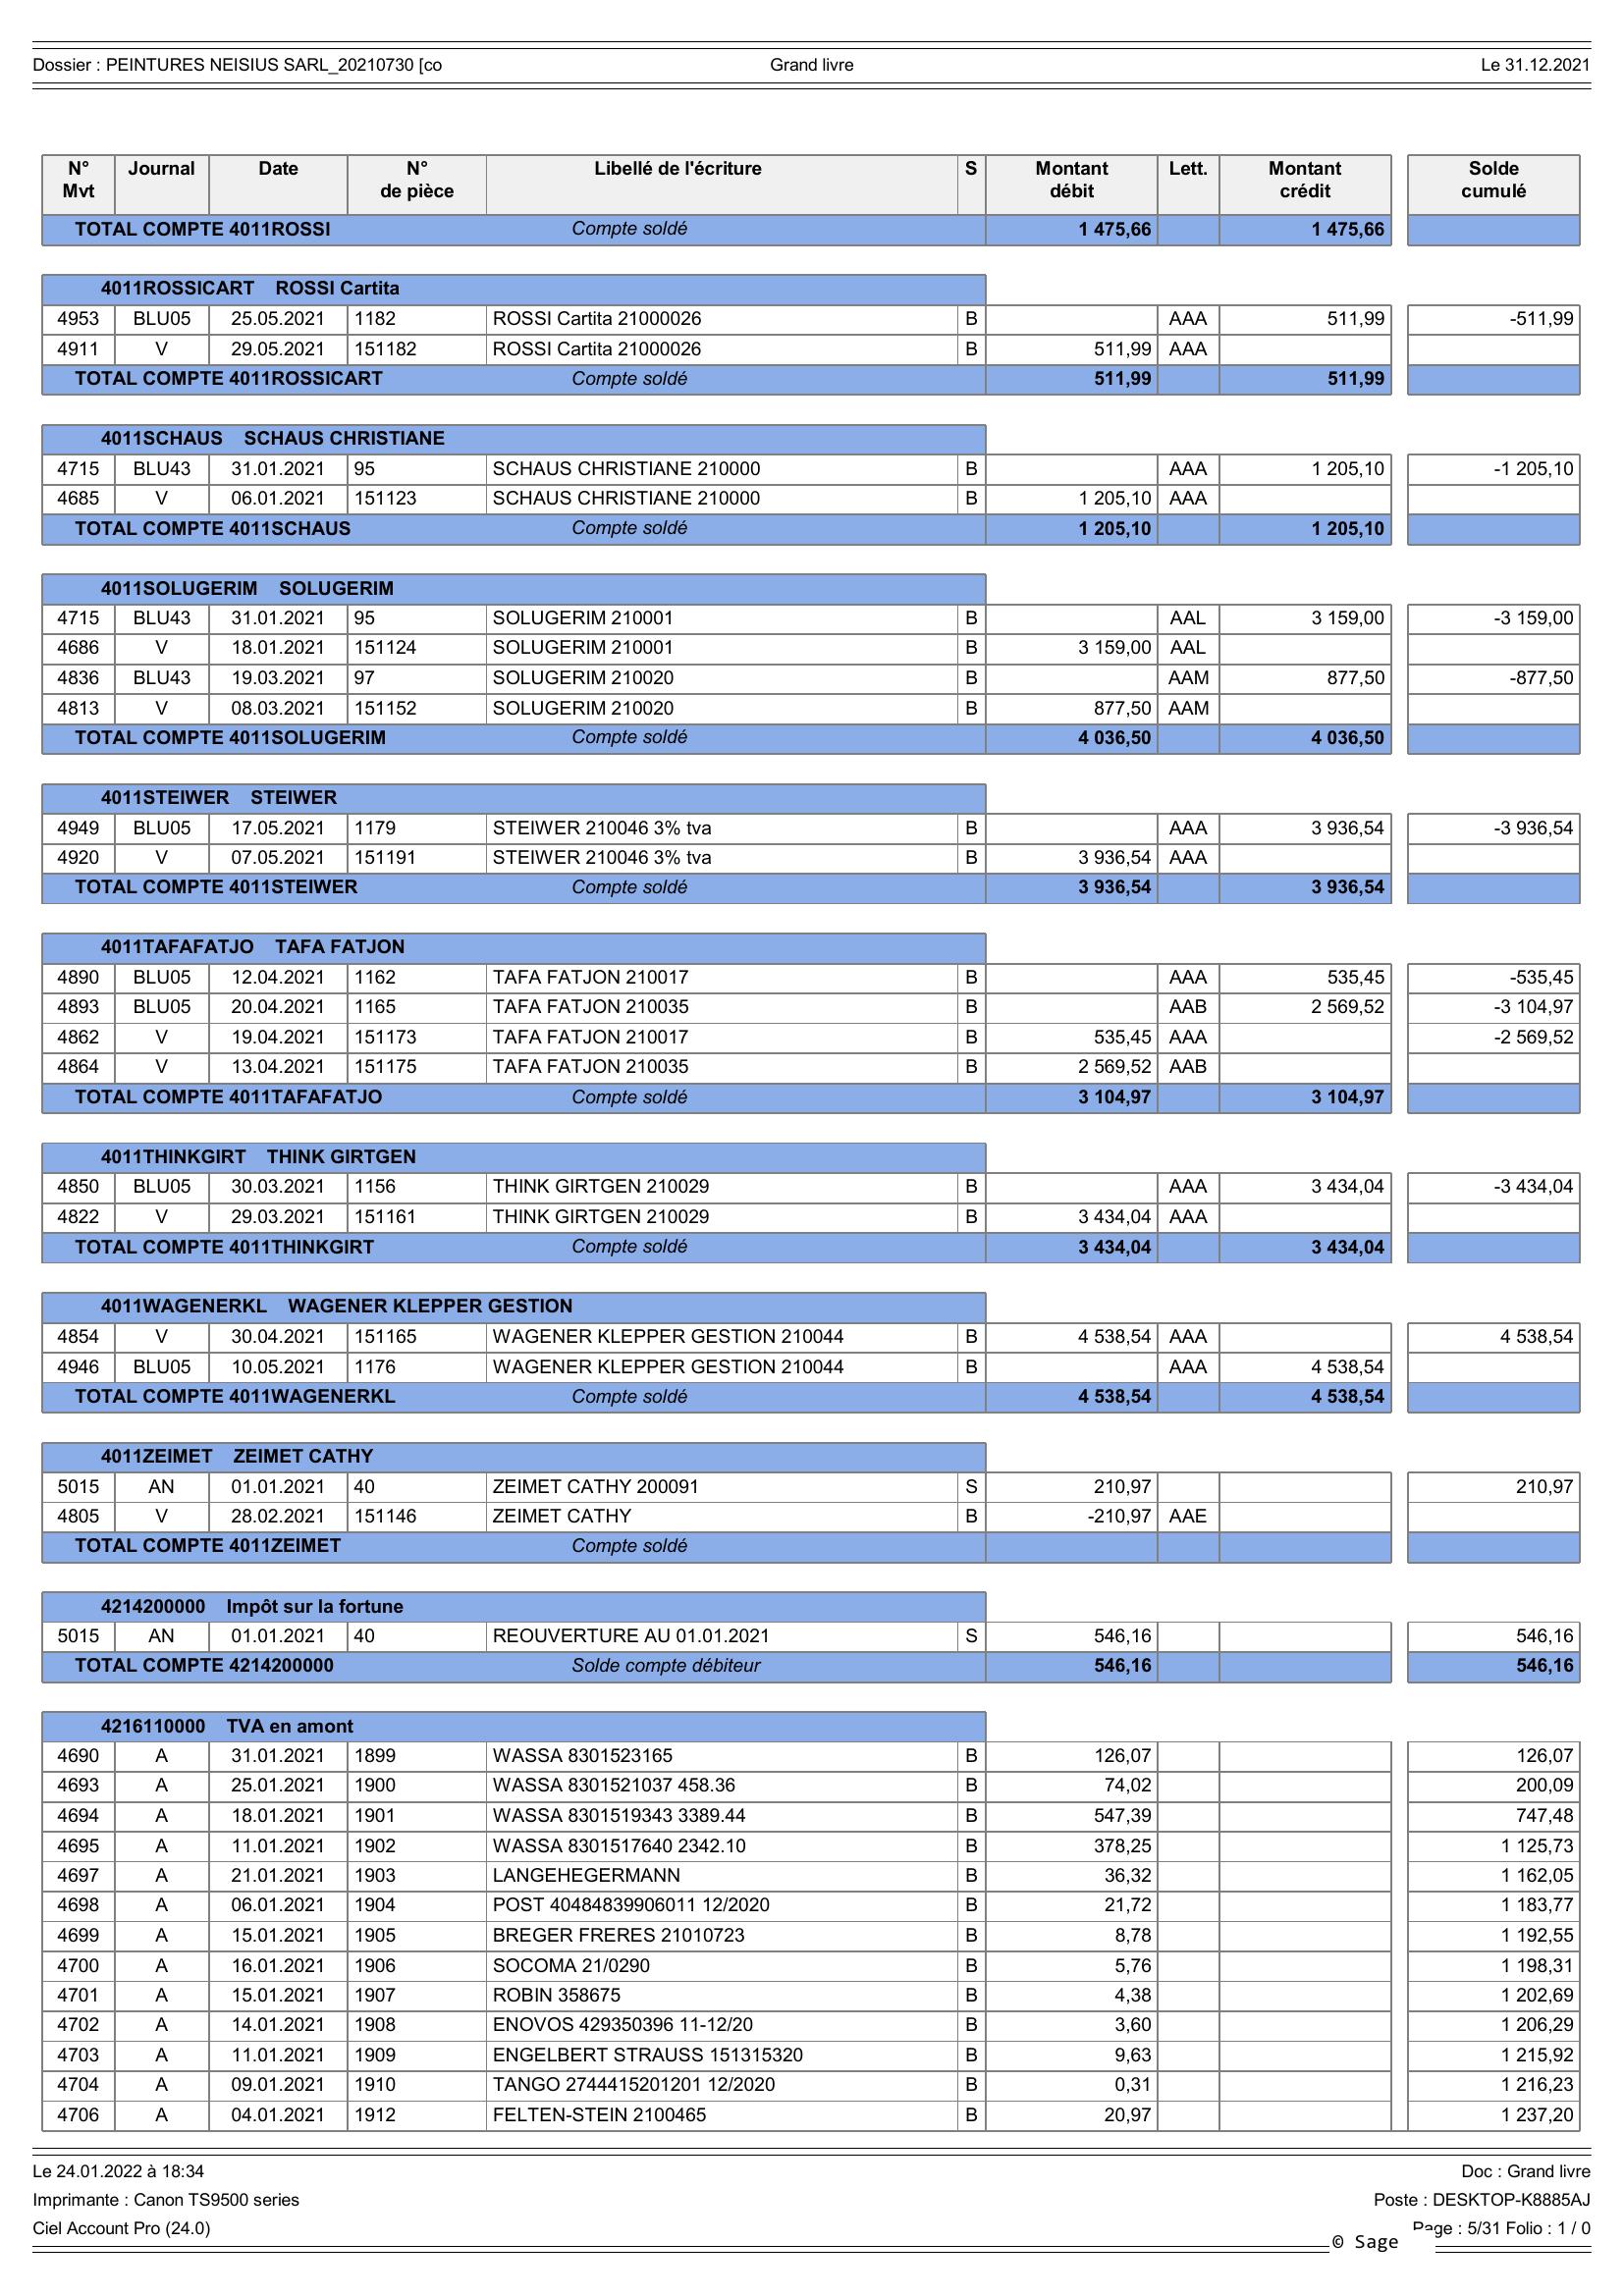 Dossier : PEINTURES NEISIUS SARL_20210730 [co Grand livre Le 31.12.2021
N° Mvt Journal Date N° de pièce Libellé de l'écriture S Montant débit Lett. Montant crédit Solde cumulé
TOTAL COMPTE 4011ROSSI Compte soldé 1 475,66 1 475,66
4011ROSSICART ROSSI Cartita
4953 BLU05 25.05.2021 1182 ROSSI Cartita 21000026 B AAA 511,99 -511,99
4911 V 29.05.2021 151182 ROSSI Cartita 21000026 B 511,99 AAA
TOTAL COMPTE 4011ROSSICART Compte soldé 511,99 511,99
4011SCHAUS SCHAUS CHRISTIANE
4715 BLU43 31.01.2021 95 SCHAUS CHRISTIANE 210000 B AAA 1 205,10 -1 205,10
4685 V 06.01.2021 151123 SCHAUS CHRISTIANE 210000 B 1 205,10 AAA
TOTAL COMPTE 4011SCHAUS Compte soldé 1 205,10 1 205,10
4011SOLUGERIM SOLUGERIM
4715 BLU43 31.01.2021 95 SOLUGERIM 210001 B AAL 3 159,00 -3 159,00
4686 V 18.01.2021 151124 SOLUGERIM 210001 B 3 159,00 AAL
4836 BLU43 19.03.2021 97 SOLUGERIM 210020 B AAM 877,50 -877,50
4813 V 08.03.2021 151152 SOLUGERIM 210020 B 877,50 AAM
TOTAL COMPTE 4011SOLUGERIM Compte soldé 4 036,50 4 036,50
4011STEIWER STEIWER
4949 BLU05 17.05.2021 1179 STEIWER 210046 3% tva B AAA 3 936,54 -3 936,54
4920 V 07.05.2021 151191 STEIWER 210046 3% tva B 3 936,54 AAA
TOTAL COMPTE 4011STEIWER Compte soldé 3 936,54 3 936,54
4011TAFAFATJO TAFA FATJON
4890 BLU05 12.04.2021 1162 TAFA FATJON 210017 B AAA 535,45 -535,45
4893 BLU05 20.04.2021 1165 TAFA FATJON 210035 B AAB 2 569,52 -3 104,97
4862 V 19.04.2021 151173 TAFA FATJON 210017 B 535,45 AAA -2 569,52
4864 V 13.04.2021 151175 TAFA FATJON 210035 B 2 569,52 AAB
TOTAL COMPTE 4011TAFAFATJO Compte soldé 3 104,97 3 104,97
4011THINKGIRT THINK GIRTGEN
4850 BLU05 30.03.2021 1156 THINK GIRTGEN 210029 B AAA 3 434,04 -3 434,04
4822 V 29.03.2021 151161 THINK GIRTGEN 210029 B 3 434,04 AAA
TOTAL COMPTE 4011THINKGIRT Compte soldé 3 434,04 3 434,04
4011WAGENERKL WAGENER KLEPPER GESTION
4854 V 30.04.2021 151165 WAGENER KLEPPER GESTION 210044 B 4 538,54 AAA 4 538,54
4946 BLU05 10.05.2021 1176 WAGENER KLEPPER GESTION 210044 B AAA 4 538,54
TOTAL COMPTE 4011WAGENERKL Compte soldé 4 538,54 4 538,54
4011ZEIMET ZEIMET CATHY
5015 AN 01.01.2021 40 ZEIMET CATHY 200091 S 210,97 210,97
4805 V 28.02.2021 151146 ZEIMET CATHY B -210,97 AAE
TOTAL COMPTE 4011ZEIMET Compte soldé
4214200000 Impôt sur la fortune
5015 AN 01.01.2021 40 REOUVERTURE AU 01.01.2021 S 546,16 546,16
TOTAL COMPTE 4214200000 Solde compte débiteur 546,16 546,16
4216110000 TVA en amont
4690 A 31.01.2021 1899 WASSA 8301523165 B 126,07 126,07
4693 A 25.01.2021 1900 WASSA 8301521037 458.36 B 74,02 200,09
4694 A 18.01.2021 1901 WASSA 8301519343 3389.44 B 547,39 747,48
4695 A 11.01.2021 1902 WASSA 8301517640 2342.10 B 378,25 1 125,73
4697 A 21.01.2021 1903 LANGEHEGERMANN B 36,32 1 162,05
4698 A 06.01.2021 1904 POST 40484839906011 12/2020 B 21,72 1 183,77
4699 A 15.01.2021 1905 BREGER FRERES 21010723 B 8,78 1 192,55
4700 A 16.01.2021 1906 SOCOMA 21/0290 B 5,76 1 198,31
4701 A 15.01.2021 1907 ROBIN 358675 B 4,38 1 202,69
4702 A 14.01.2021 1908 ENOVOS 429350396 11-12/20 B 3,60 1 206,29
4703 A 11.01.2021 1909 ENGELBERT STRAUSS 151315320 B 9,63 1 215,92
4704 A 09.01.2021 1910 TANGO 2744415201201 12/2020 B 0,31 1 216,23
4706 A 04.01.2021 1912 FELTEN-STEIN 2100465 B 20,97 1 237,20
Le 24.01.2022 à 18:34 Doc : Grand livre
Imprimante : Canon TS9500 series Poste : DESKTOP-K8885AJ
Ciel Account Pro (24.0) Page : 5/31 Folio : 1 / 0
© Sage